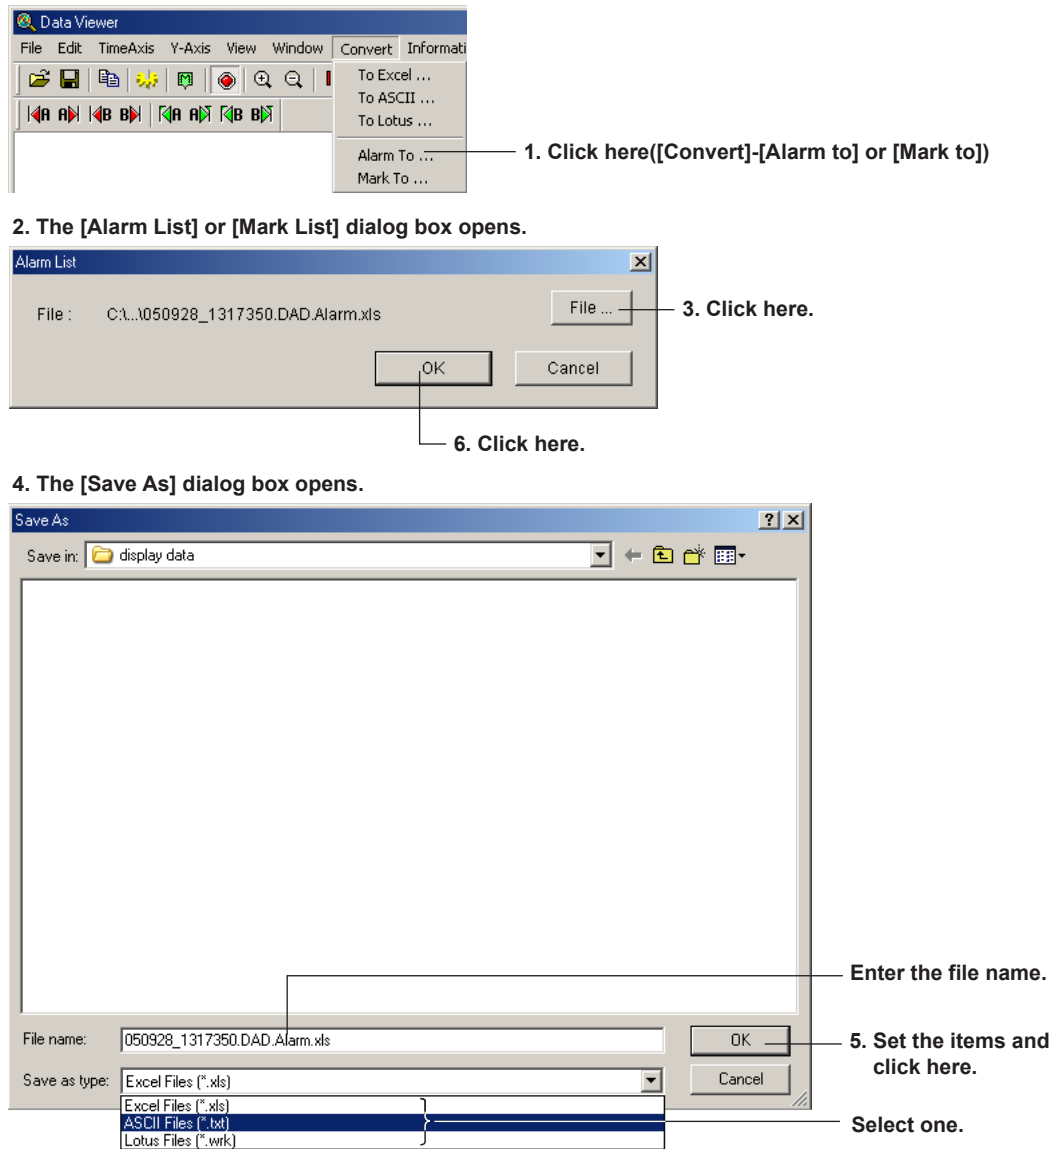 Data Viewer
File Edit TimeAxis Y-Axis View Window Convert Informati
To Excel ...
A A B B A A B B
To ASCII ...
To Lotus ...
Alarm To ...
Mark To ...
1. Click here([Convert]-[Alarm to] or [Mark to])
2. The [Alarm List] or [Mark List] dialog box opens.
Alarm List
File : C:\...\050928_1317350.DAD.Alarm.xls
File ...
3. Click here.
OK Cancel
6. Click here.
4. The [Save As] dialog box opens.
Save As
Save in: display data
Enter the file name.
File name: 050928_1317350.DAD.Alarm.xls OK
5. Set the items and
click here.
Save as type: Excel Files (*.xls) Cancel
Excel Files (*.xls)
ASCII Files (*.txt)
Lotus Files (*.wrk)
Select one.